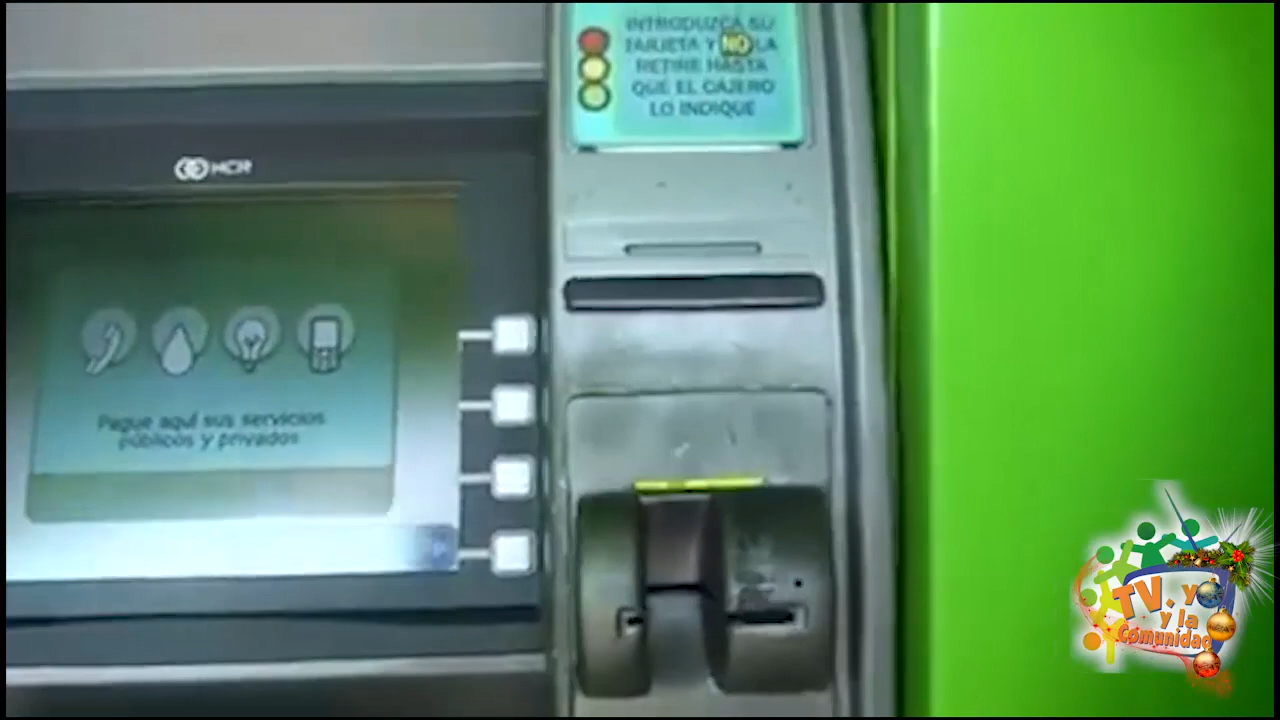 INTRODUZCA SU
TARJETA Y NO LA
RETIRE HASTA
QUE EL CAJERO
LO INDIQUE
NCR
Pague aquí sus servicios
públicos y privados
TV, yo
y la
Comunidad